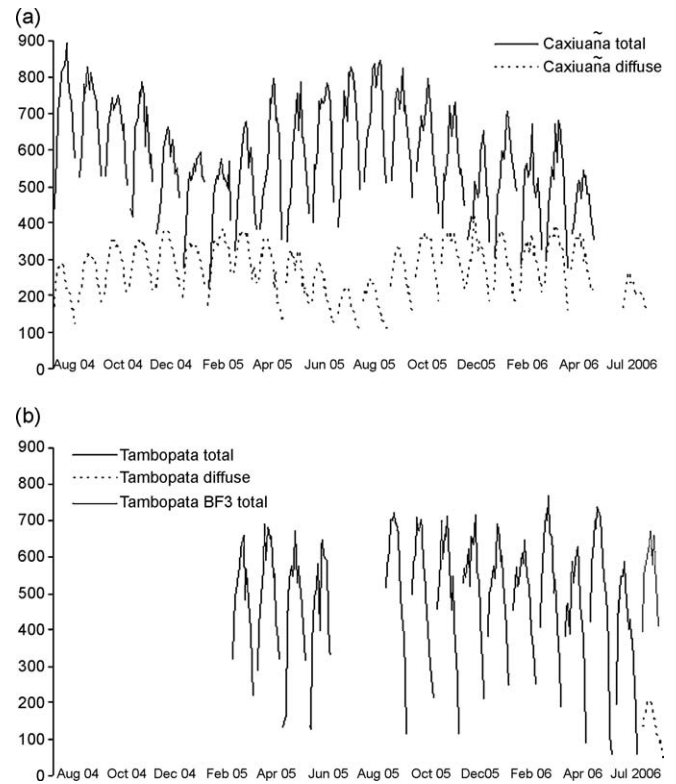 (a)
900
800
700
600
500
400
300
200
100
0
Caxiuaña total
Caxiuaña diffuse
Aug 04 Oct 04 Dec 04 Feb 05 Apr 05 Jun 05 Aug 05 Oct 05 Dec05 Feb 06 Apr 06 Jul 2006
(b)
900
800
700
600
500
400
300
200
100
0
Tambopata total
Tambopata diffuse
Tambopata BF3 total
Aug 04 Oct 04 Dec 04 Feb 05 Apr 05 Jun 05 Aug 05 Oct 05 Dec05 Feb 06 Apr 06 Jul 2006